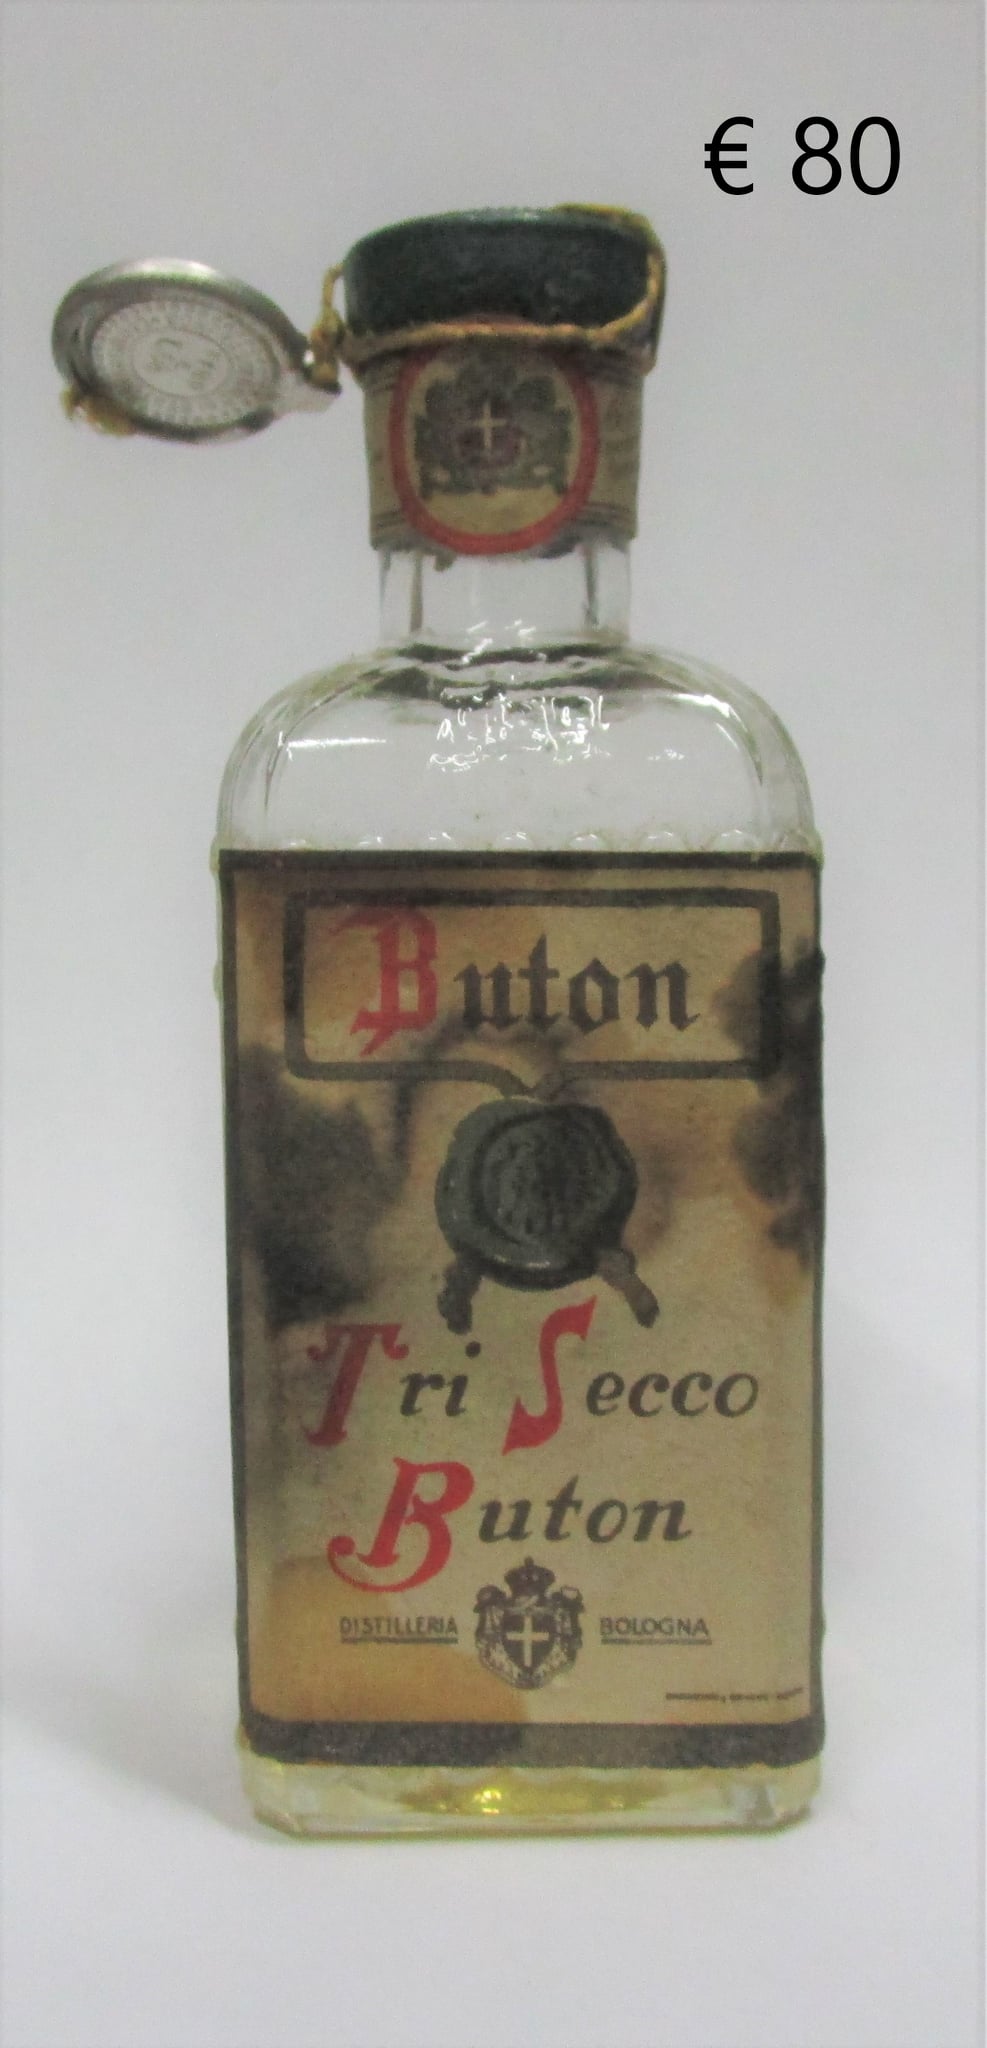 € 80
Buton
Tri Secco
Buton
DISTILLERIA BOLOGNA